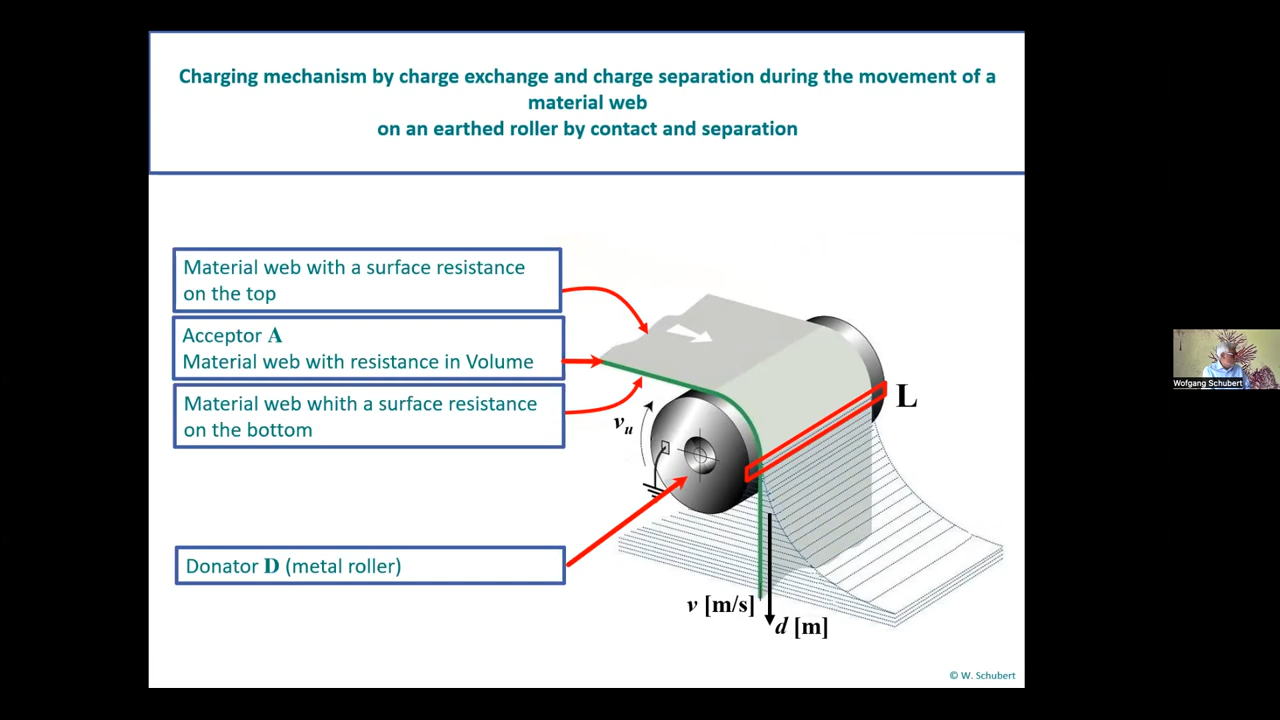 Charging mechanism by charge exchange and charge separation during the movement of a
material web
on an earthed roller by contact and separation
Material web with a surface resistance
on the top
Acceptor A
Material web with resistance in Volume
Material web whith a surface resistance
on the bottom
Donator D (metal roller)
vu
L
v [m/s]
d [m]
© W. Schubert
Wofgang Schubert